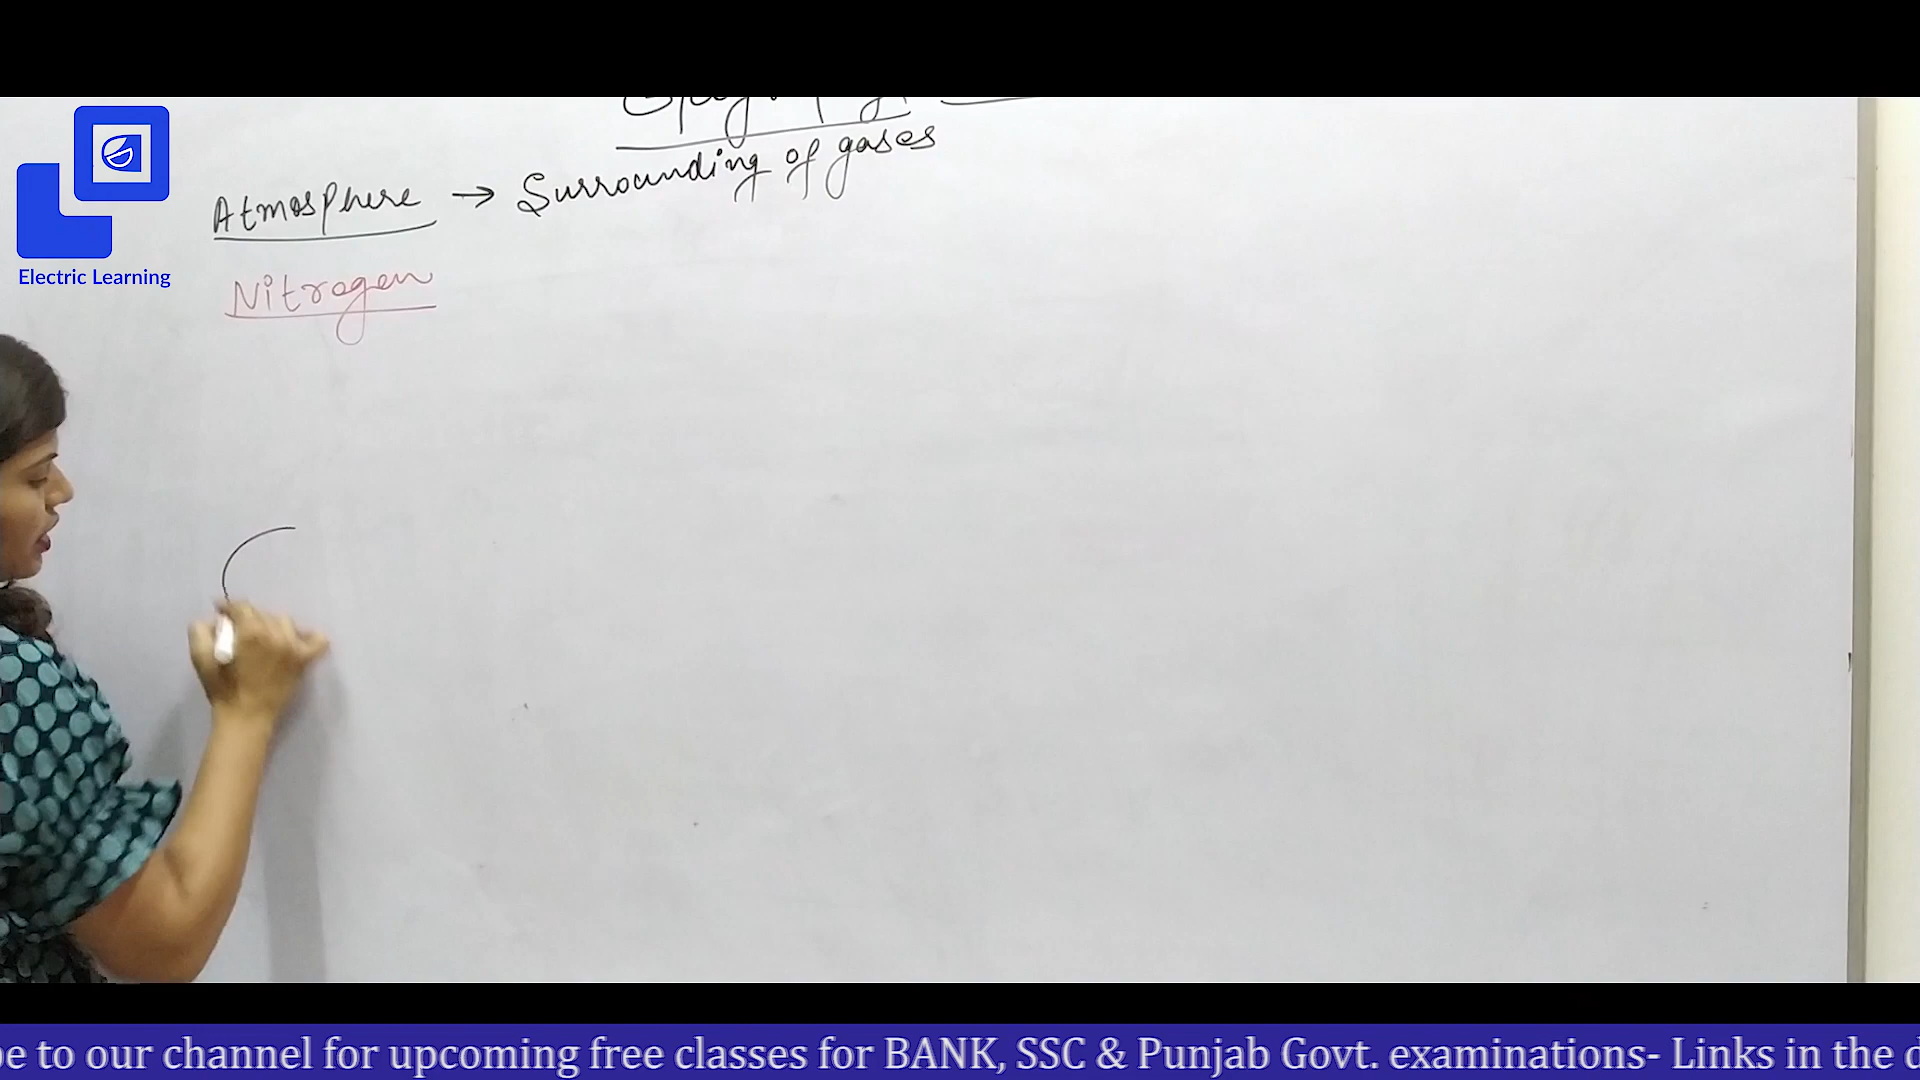 Surrounding of gases
Atmosphere →
Nitrogen
Electric Learning
to our channel for upcoming free classes for BANK, SSC & Punjab Govt. examinations- Links in the